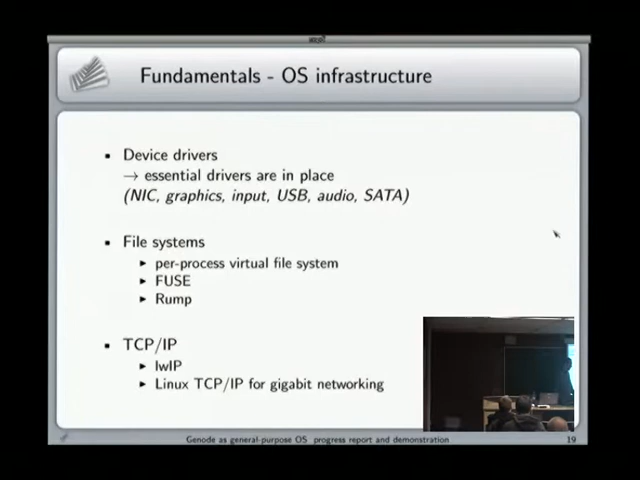 Fundamentals - OS infrastructure
Device drivers
→ essential drivers are in place
(NIC, graphics, input, USB, audio, SATA)
File systems
per-process virtual file system
FUSE
Rump
TCP/IP
lwIP
Linux TCP/IP for gigabit networking
Genode as general-purpose OS progress report and demonstration
19